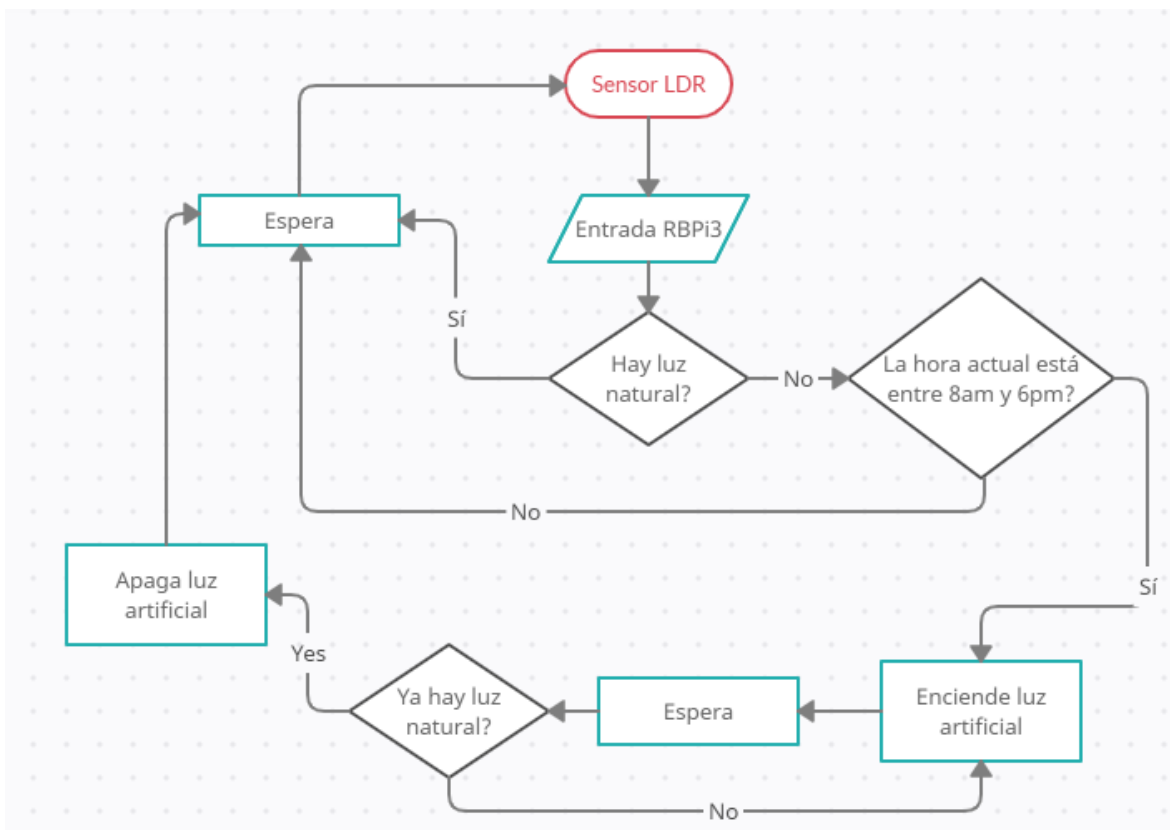 Sensor LDR
Espera
Entrada RBPi3
Sí
Hay luz
natural?
No
La hora actual está
entre 8am y 6pm?
No
Sí
Apaga luz
artificial
Yes
Ya hay luz
natural?
Espera
Enciende luz
artificial
No